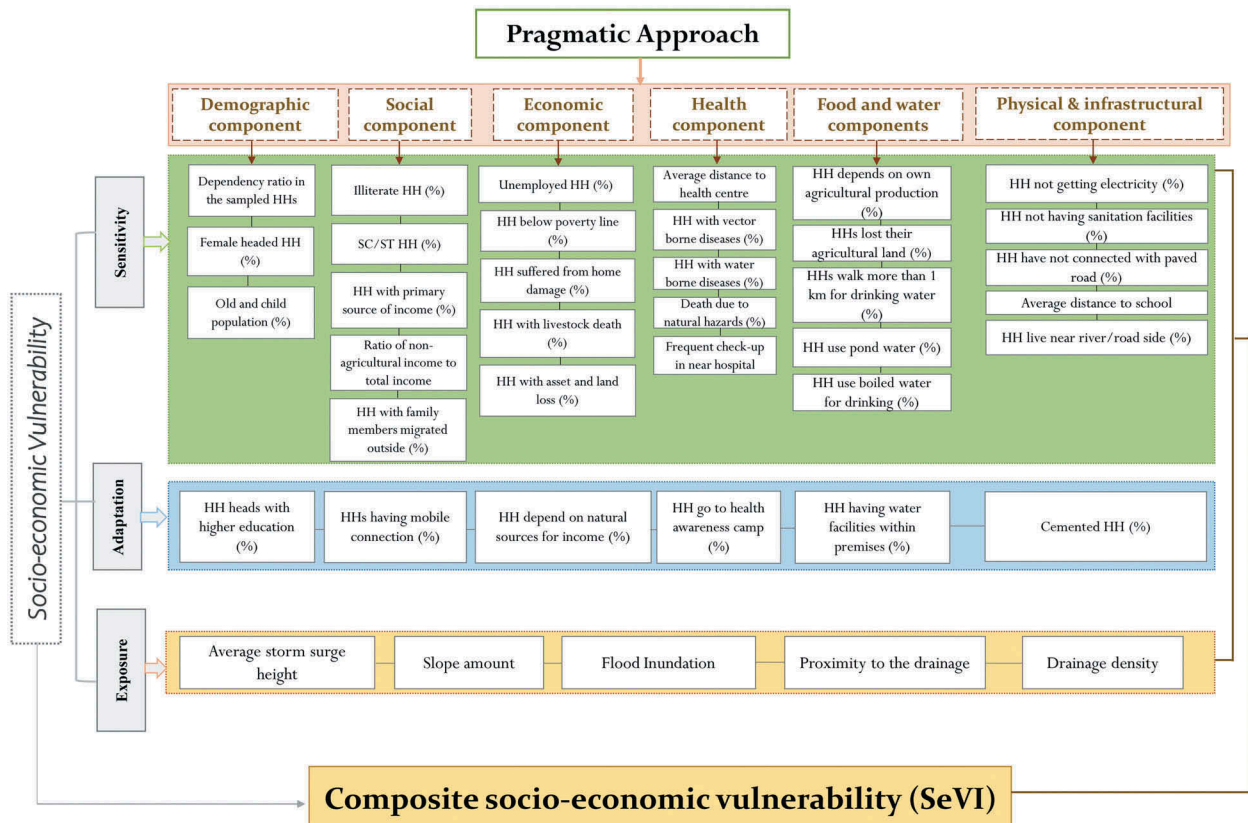 Pragmatic Approach
Demographic
component
Social
component
Economic
component
Health
component
Food and water
components
Physical & infrastructural
component
Socio-economic Vulnerability
Sensitivity
Dependency ratio in
the sampled HHs
Female headed HH
(%)
Old and child
population (%)
Illiterate HH (%)
SC/ST HH (%)
HH with primary
source of income (%)
Ratio of non-
agricultural income to
total income
HH with family
members migrated
outside (%)
Unemployed HH (%)
HH below poverty line
(%)
HH suffered from home
damage (%)
HH with livestock death
(%)
HH with asset and land
loss (%)
Average distance to
health centre
HH with vector
borne diseases (%)
HH with water
borne diseases (%)
Death due to
natural hazards (%)
Frequent check-up
in near hospital
HH depends on own
agricultural production
(%)
HHs lost their
agricultural land (%)
HHs walk more than 1
km for drinking water
(%)
HH use pond water (%)
HH use boiled water
for drinking (%)
HH not getting electricity (%)
HH not having sanitation facilities
(%)
HH have not connected with paved
road (%)
Average distance to school
HH live near river/road side (%)
Adaptation
HH heads with
higher education
(%)
HHs having mobile
connection (%)
HH depend on natural
sources for income (%)
HH go to health
awareness camp
(%)
HH having water
facilities within
premises (%)
Cemented HH (%)
Exposure
Average storm surge
height
Slope amount
Flood Inundation
Proximity to the drainage
Drainage density
Composite socio-economic vulnerability (SeVI)